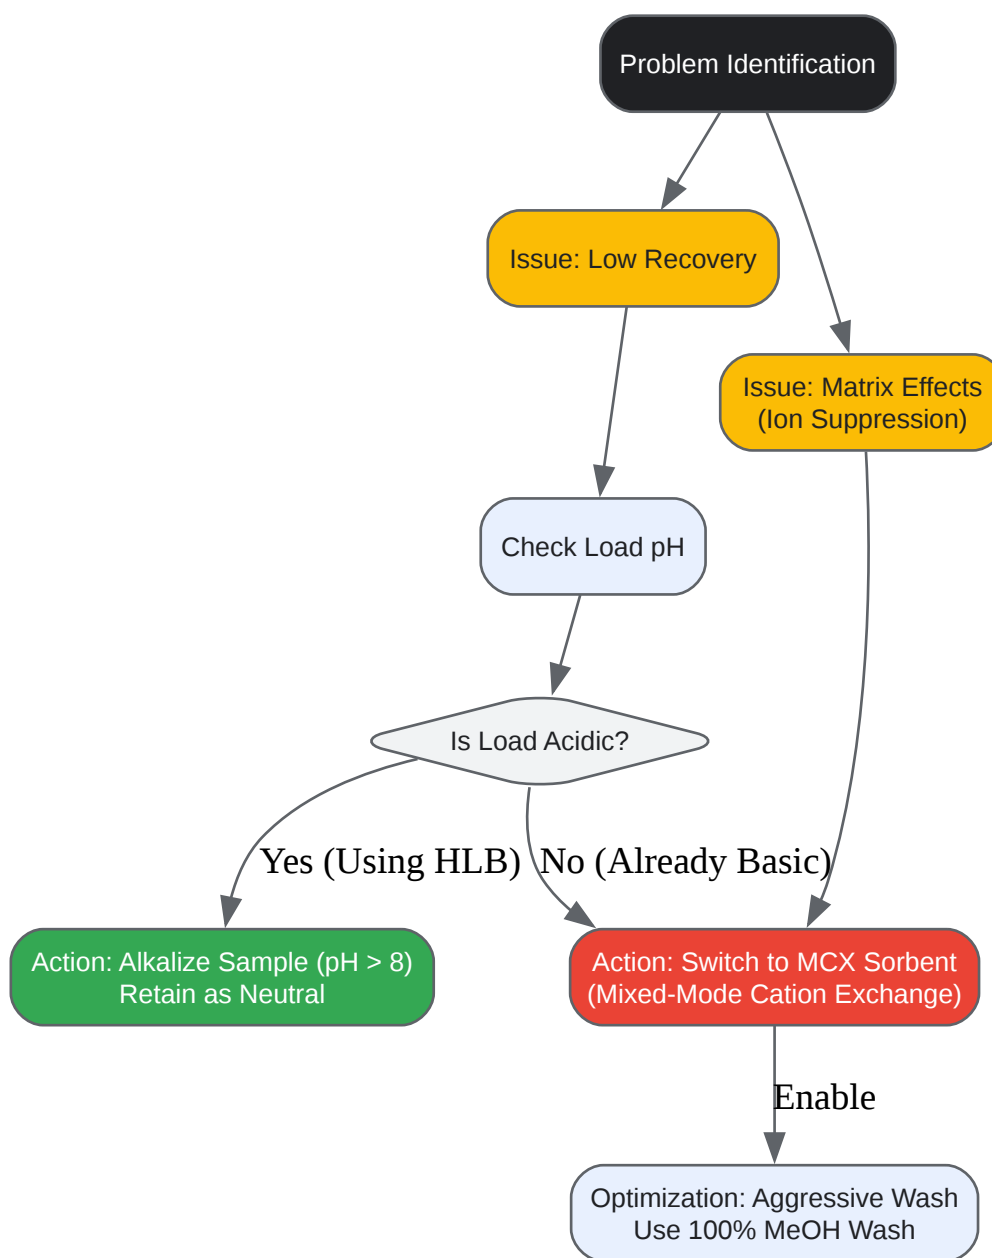 Problem Identification
Issue: Low Recovery
Issue: Matrix Effects
(Ion Suppression)
Check Load pH
Is Load Acidic?
Yes (Using HLB)
No (Already Basic)
Action: Alkalize Sample (pH > 8)
Retain as Neutral
Action: Switch to MCX Sorbent
(Mixed-Mode Cation Exchange)
Enable
Optimization: Aggressive Wash
Use 100% MeOH Wash